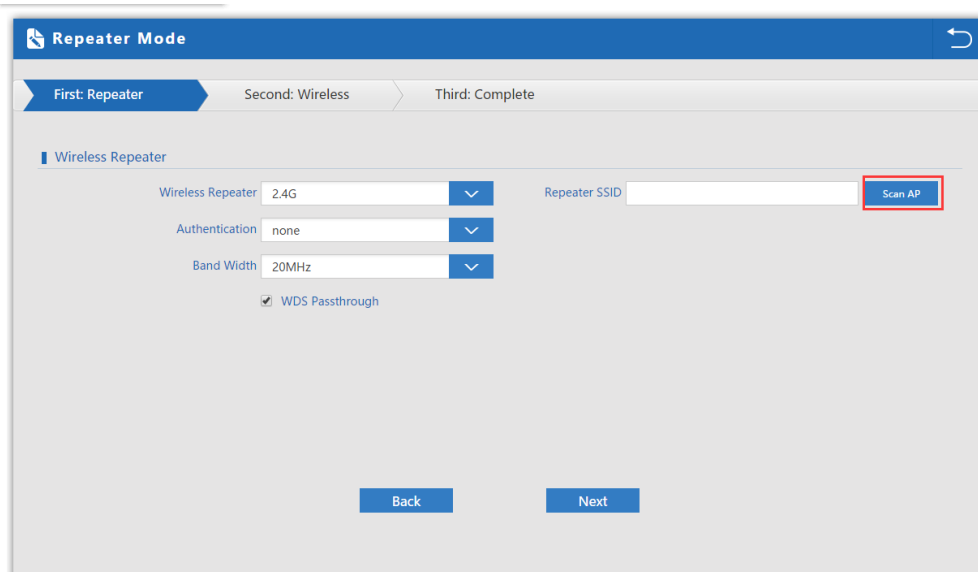 Repeater Mode
First: Repeater Second: Wireless Third: Complete
Wireless Repeater
Wireless Repeater 2.4G Repeater SSID Scan AP
Authentication none
Band Width 20MHz
WDS Passthrough
Back Next